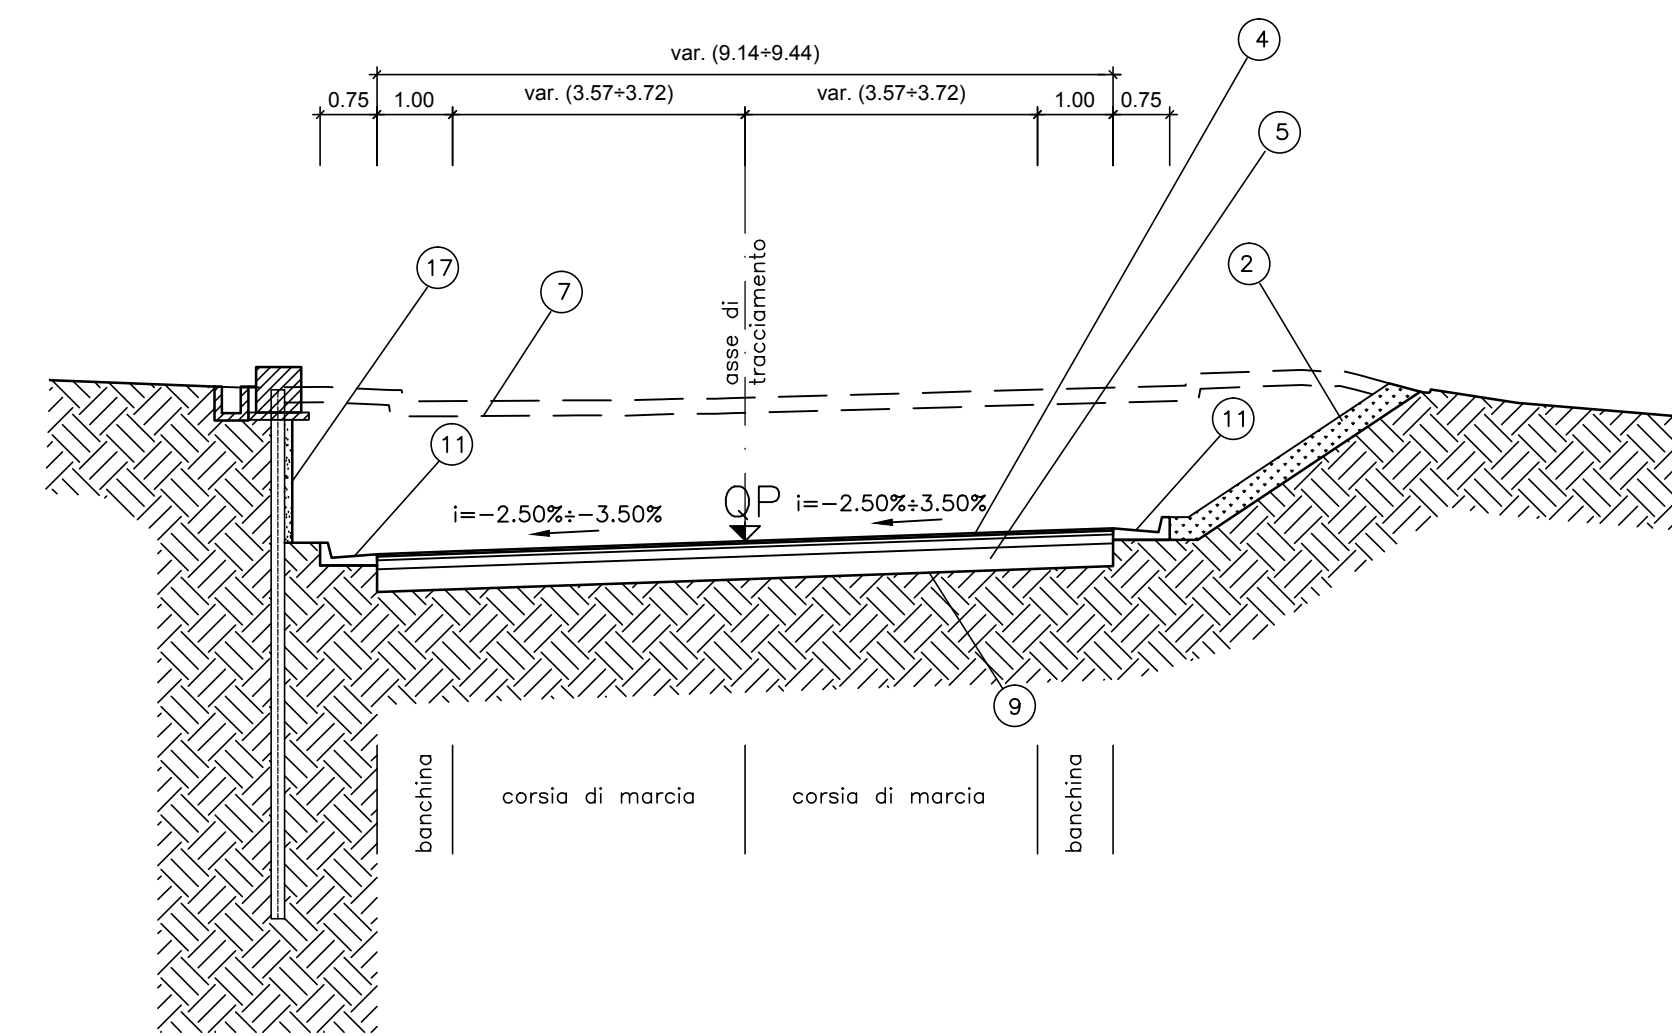 4
var. (9.14÷9.44)
0.75
1.00
var. (3.57÷3.72)
var. (3.57÷3.72)
1.00
0.75
5
17
7
2
asse di
tracciamento
11
11
QP
i=−2.50%÷−3.50%
i=−2.50%÷3.50%
9
banchina
corsia di marcia
corsia di marcia
banchina